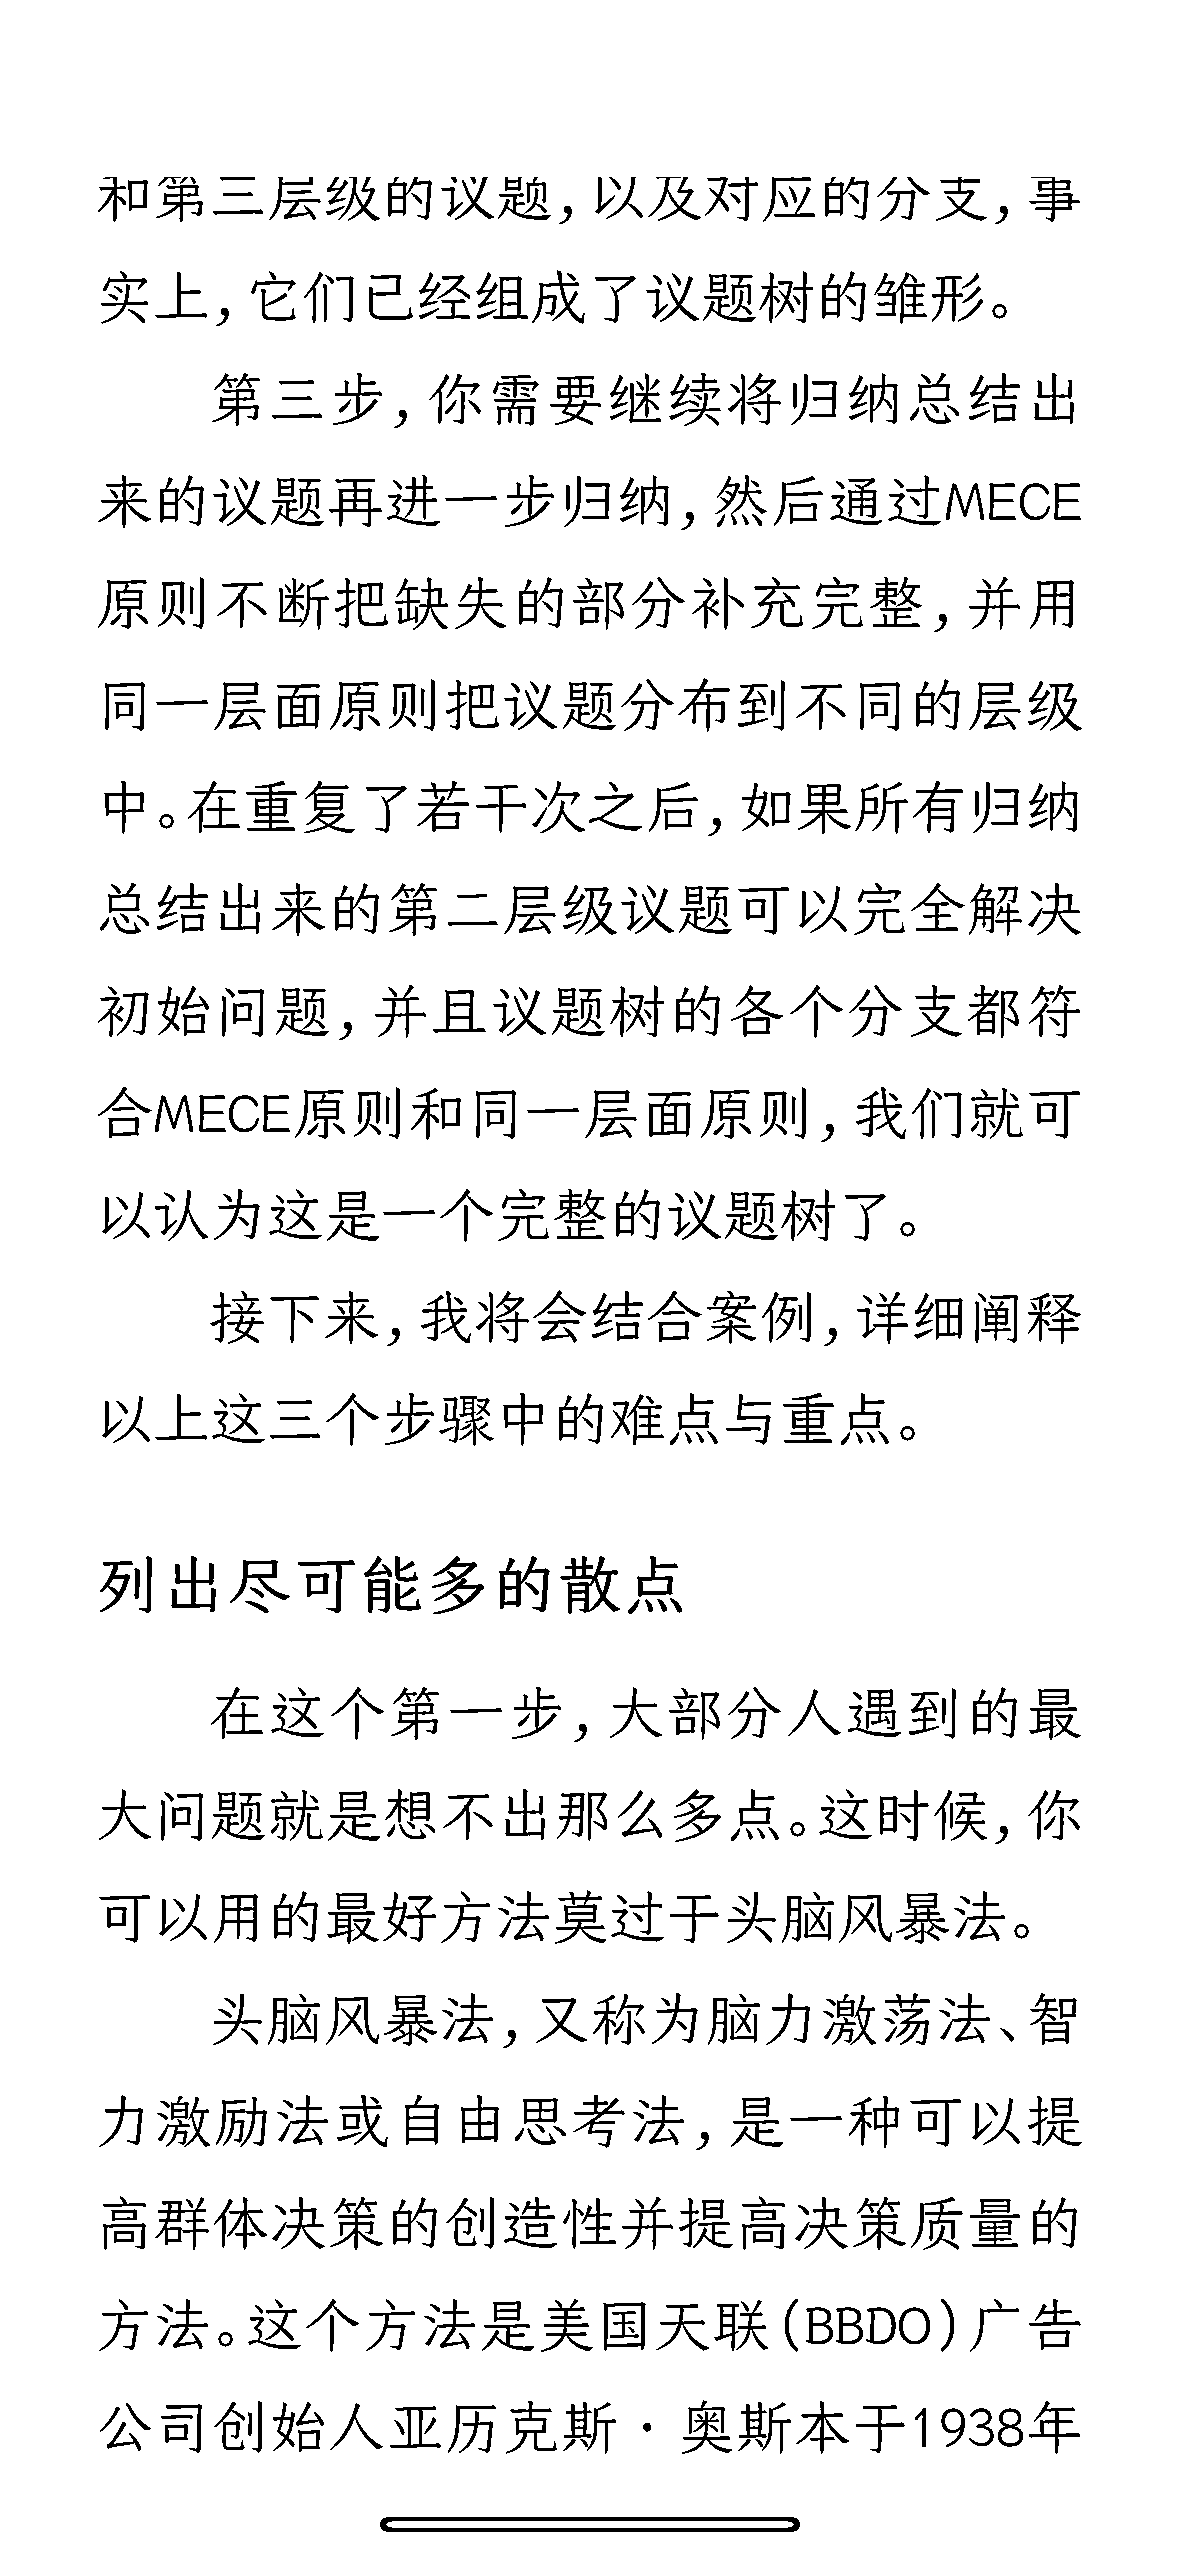 和第三层级的议题，以及对应的分支，事
实上，它们已经组成了议题树的雏形。
第三步，你需要继续将归纳总结出
来的议题再进一步归纳，然后通过MECE
原则不断把缺失的部分补充完整，并用
同一层面原则把议题分布到不同的层级
中。在重复了若干次之后，如果所有归纳
总结出来的第二层级议题可以完全解决
初始问题，并且议题树的各个分支都符
合MECE原则和同一层面原则，我们就可
以认为这是一个完整的议题树了。
接下来，我将会结合案例，详细阐释
以上这三个步骤中的难点与重点。
列出尽可能多的散点
在这个第一步，大部分人遇到的最
大问题就是想不出那么多点。这时候，你
可以用的最好方法莫过于头脑风暴法。
头脑风暴法，又称为脑力激荡法、智
力激励法或自由思考法，是一种可以提
高群体决策的创造性并提高决策质量的
方法。这个方法是美国天联（BBDO）广告
公司创始人亚历克斯·奥斯本于1938年